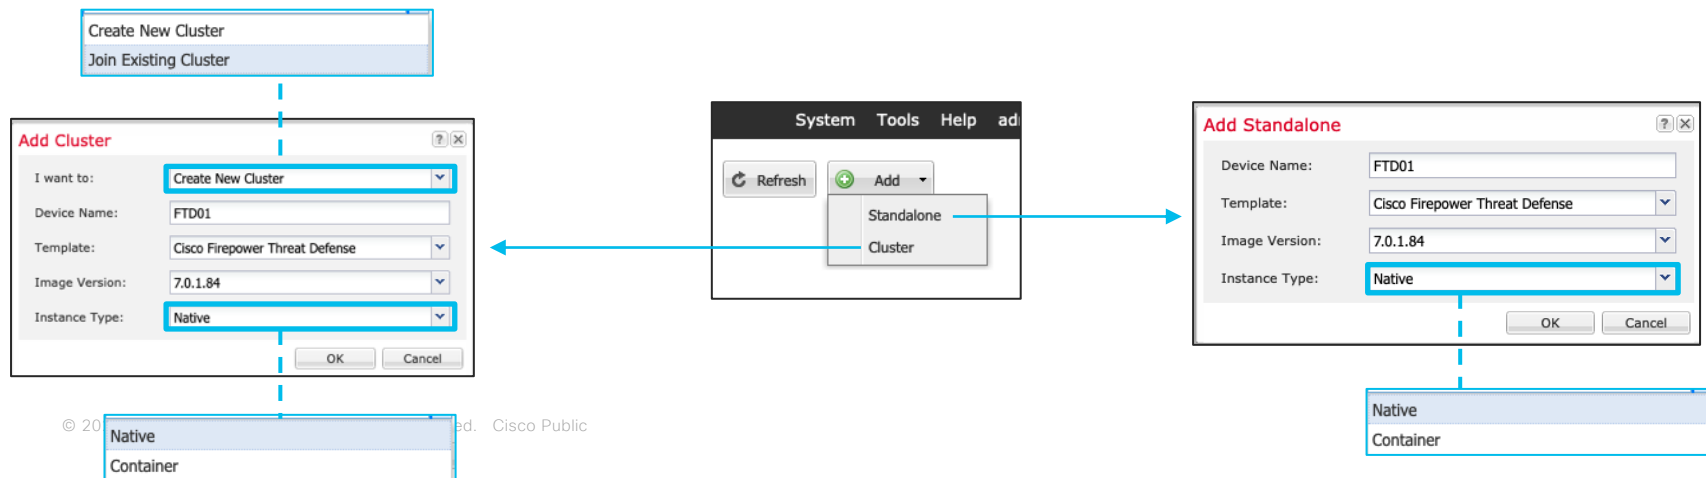 Create New Cluster
Join Existing Cluster
Add Cluster
I want to: Create New Cluster
Device Name: FTD01
Template: Cisco Firepower Threat Defense
Image Version: 7.0.1.84
Instance Type: Native
OK Cancel
Native
Container
System Tools Help
Refresh Add
Standalone
Cluster
Add Standalone
Device Name: FTD01
Template: Cisco Firepower Threat Defense
Image Version: 7.0.1.84
Instance Type: Native
OK Cancel
Native
Container
© Cisco Public